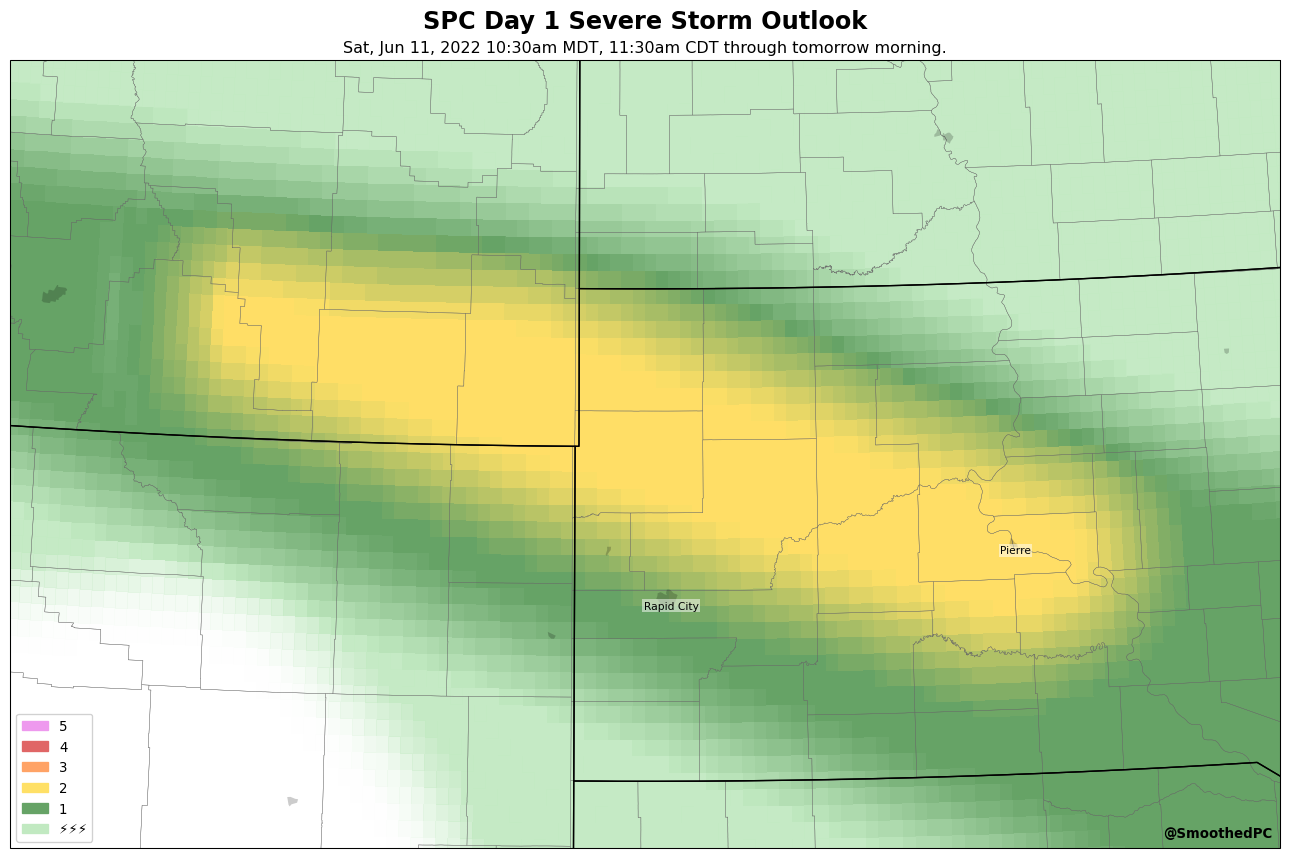 SPC Day 1 Severe Storm Outlook
Sat, Jun 11, 2022 10:30am MDT, 11:30am CDT through tomorrow morning.
Pierre
Rapid City
5
4
3
2
1
⚡⚡⚡
@SmoothedPC